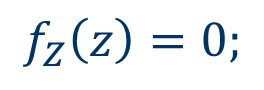 f_Z(z) = 0;